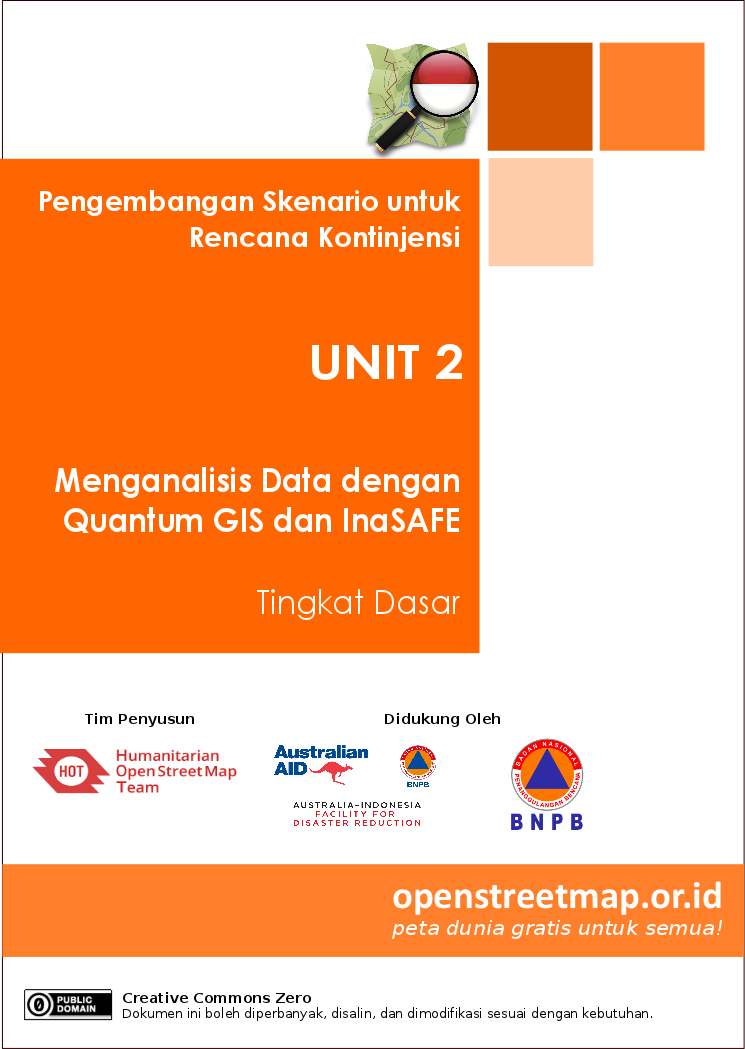 Pengembangan Skenario untuk
Rencana Kontinjensi
UNIT 2
Menganalisis Data dengan
Quantum GIS dan InaSAFE
Tingkat Dasar
Tim Penyusun
Didukung Oleh
HOT
Humanitarian
OpenStreetMap
Team
Australian
AID
BNPB
AUSTRALIA–INDONESIA
FACILITY FOR
DISASTER REDUCTION
BADAN NASIONAL
PENANGGULANGAN BENCANA
BNPB
openstreetmap.or.id
peta dunia gratis untuk semua!
PUBLIC
DOMAIN
Creative Commons Zero
Dokumen ini boleh diperbanyak, disalin, dan dimodifikasi sesuai dengan kebutuhan.